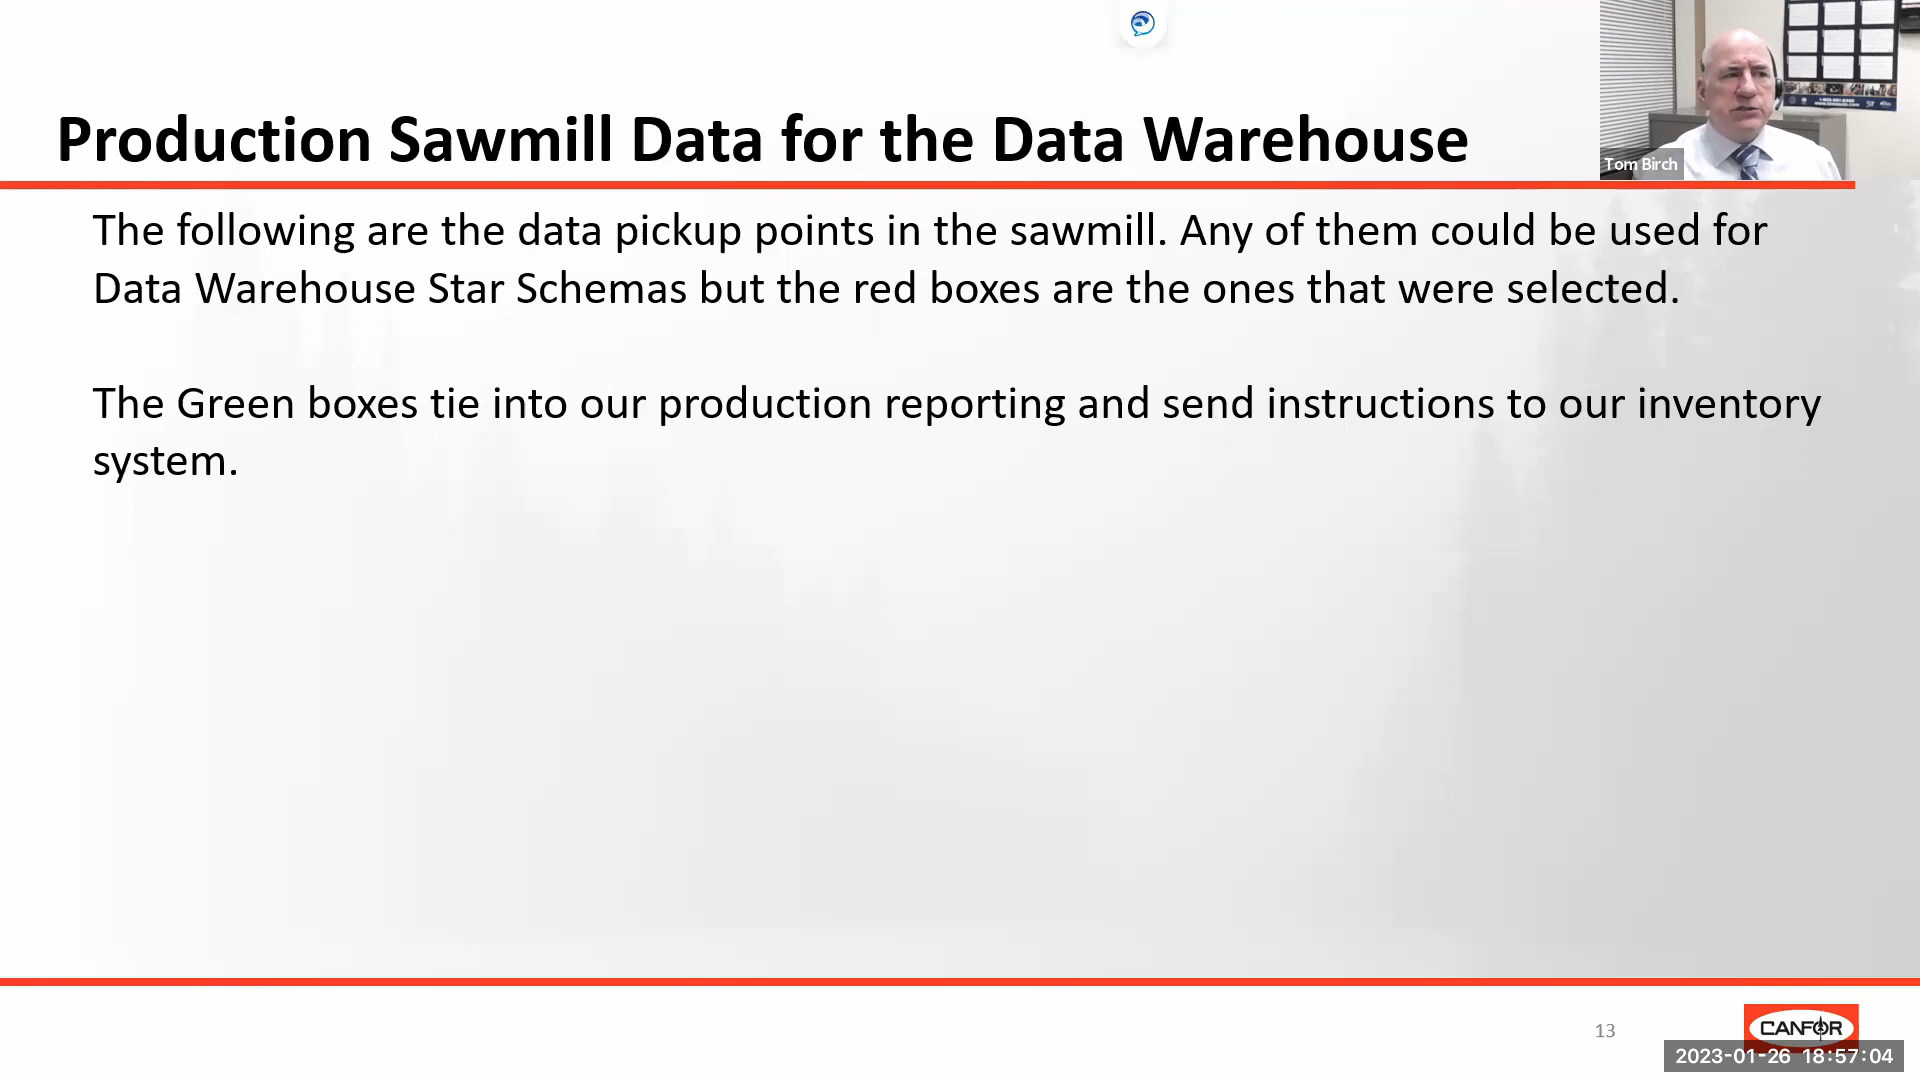 Production Sawmill Data for the Data Warehouse
Tom Birch
The following are the data pickup points in the sawmill. Any of them could be used for
Data Warehouse Star Schemas but the red boxes are the ones that were selected.
The Green boxes tie into our production reporting and send instructions to our inventory
system.
13
CANFOR
2023-01-26 18:57:04